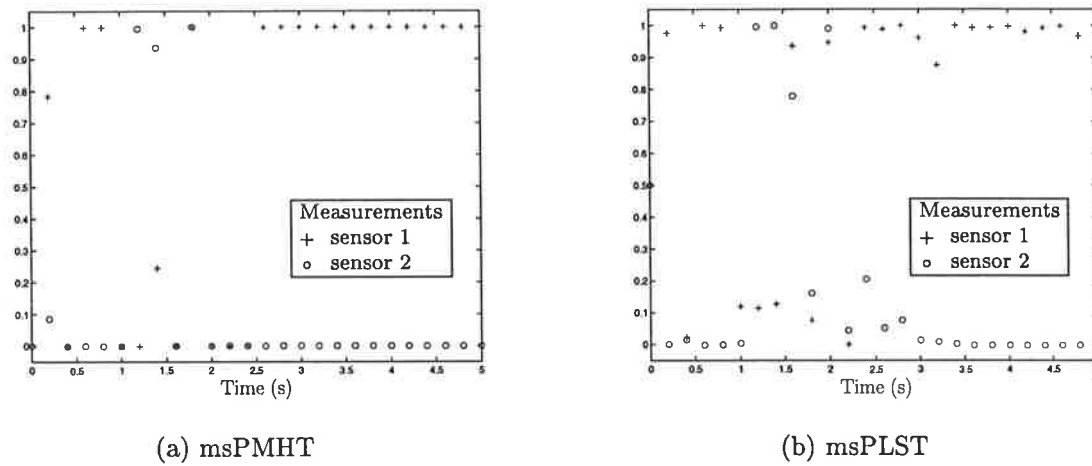 1
0.9
0.8
0.7
0.6
0.5
0.4
0.3
0.2
0.1
0
0 0.5 1 1.5 2 2.5 3 3.5 4 4.5 5
Time (s)
Measurements
+ sensor 1
o sensor 2
(a) msPMHT
1
0.9
0.8
0.7
0.6
0.5
0.4
0.3
0.2
0.1
0
0 0.5 1 1.5 2 2.5 3 3.5 4 4.5
Time (s)
Measurements
+ sensor 1
o sensor 2
(b) msPLST